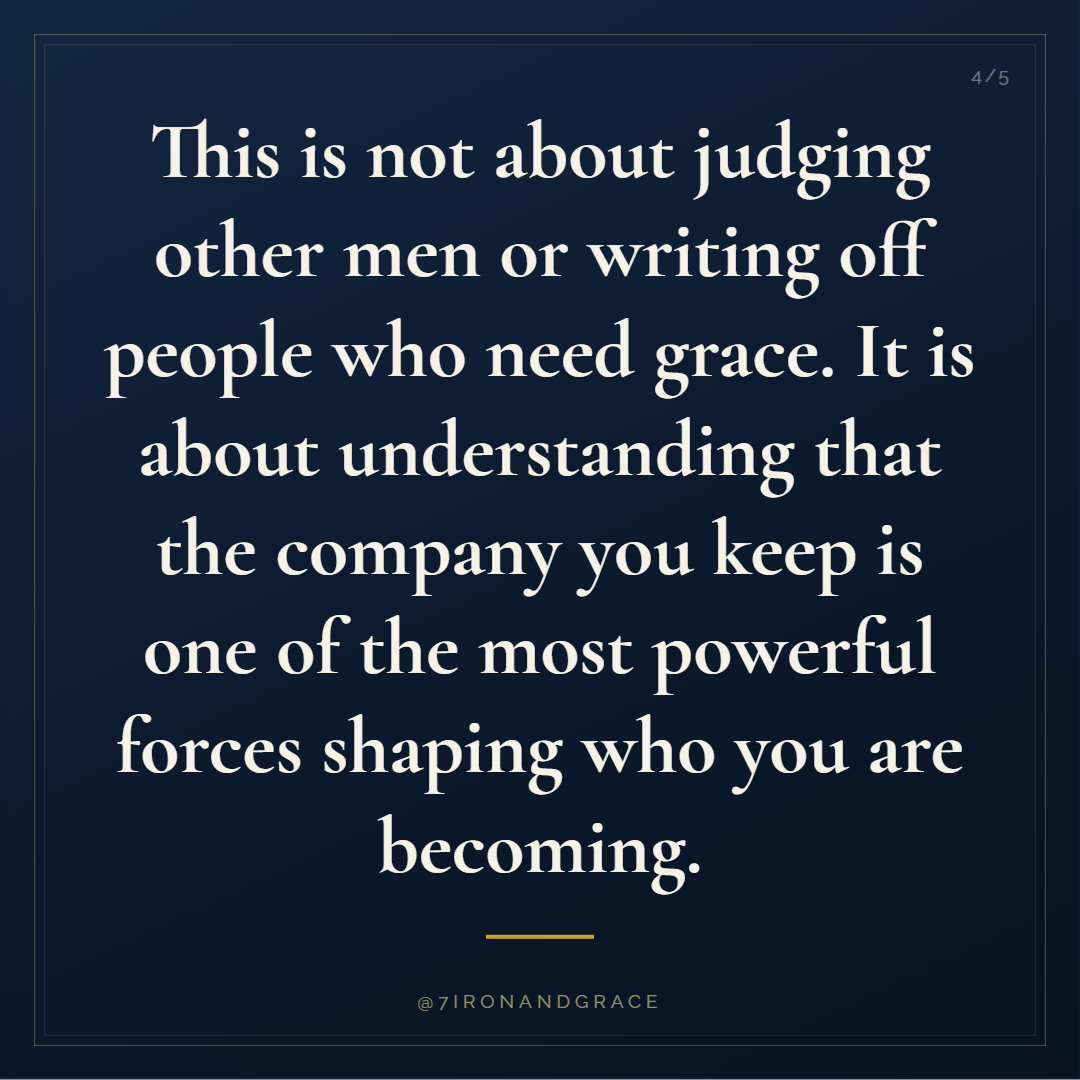 4/5
This is not about judging
other men or writing off
people who need grace. It is
about understanding that
the company you keep is
one of the most powerful
forces shaping who you are
becoming.
@7IRONANDGRACE